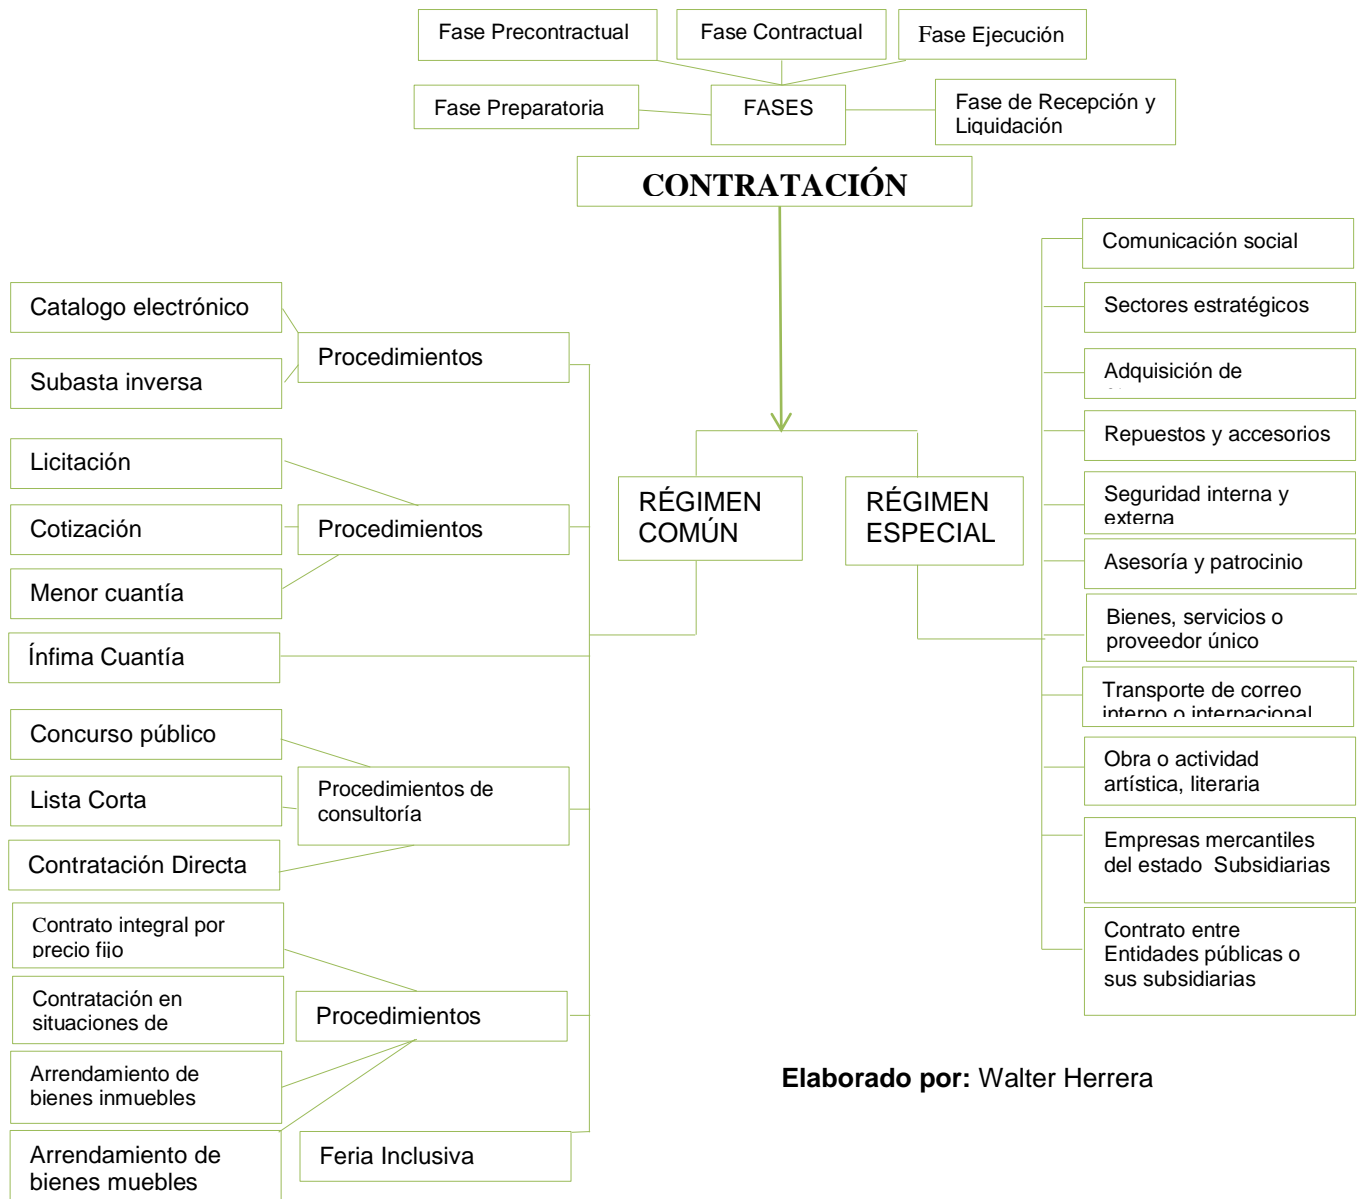 Fase Precontractual
Fase Contractual
Fase Ejecución
Fase Preparatoria
FASES
Fase de Recepción y
Liquidación
CONTRATACIÓN
Catalogo electrónico
Subasta inversa
Procedimientos
Licitación
Cotización
Menor cuantía
Procedimientos
Ínfima Cuantía
Concurso público
Lista Corta
Contratación Directa
Procedimientos de
consultoría
Contrato integral por
precio fijo
Contratación en
situaciones de
Arrendamiento de
bienes inmuebles
Arrendamiento de
bienes muebles
Procedimientos
Feria Inclusiva
RÉGIMEN
COMÚN
RÉGIMEN
ESPECIAL
Comunicación social
Sectores estratégicos
Adquisición de
Repuestos y accesorios
Seguridad interna y
externa
Asesoría y patrocinio
Bienes, servicios o
proveedor único
Transporte de correo
interno o internacional
Obra o actividad
artística, literaria
Empresas mercantiles
del estado Subsidiarias
Contrato entre
Entidades públicas o
sus subsidiarias
Elaborado por: Walter Herrera